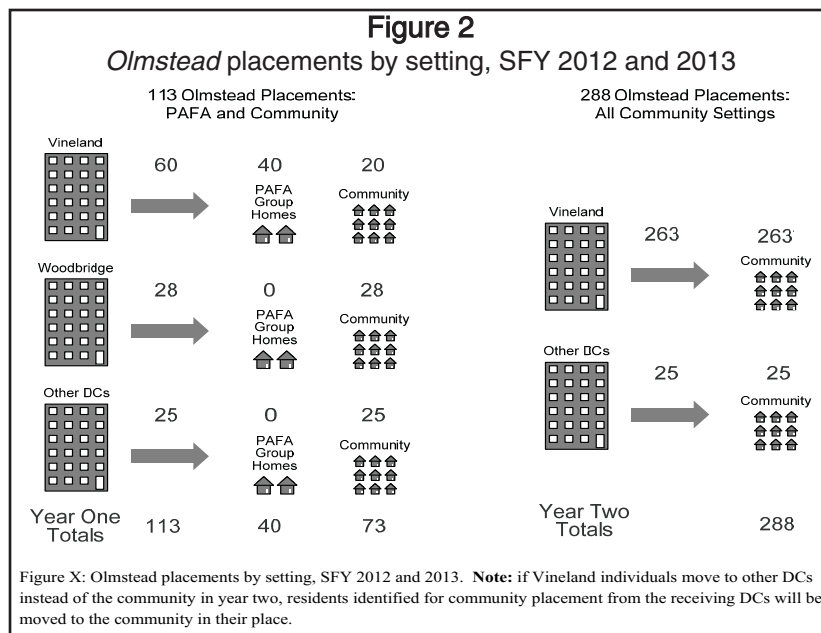 Figure 2
Olmstead placements by setting, SFY 2012 and 2013
113 Olmstead Placements:
PAFA and Community
Vineland
60
40
20
PAFA
Group
Homes
Community
Woodbridge
28
0
28
PAFA
Group
Homes
Community
Other DCs
25
0
25
PAFA
Group
Homes
Community
Year One
Totals
113
40
73
288 Olmstead Placements:
All Community Settings
Vineland
263
263
Community
Other DCs
25
25
Community
Year Two
Totals
288
Figure X: Olmstead placements by setting, SFY 2012 and 2013. Note: if Vineland individuals move to other DCs
instead of the community in year two, residents identified for community placement from the receiving DCs will be
moved to the community in their place.